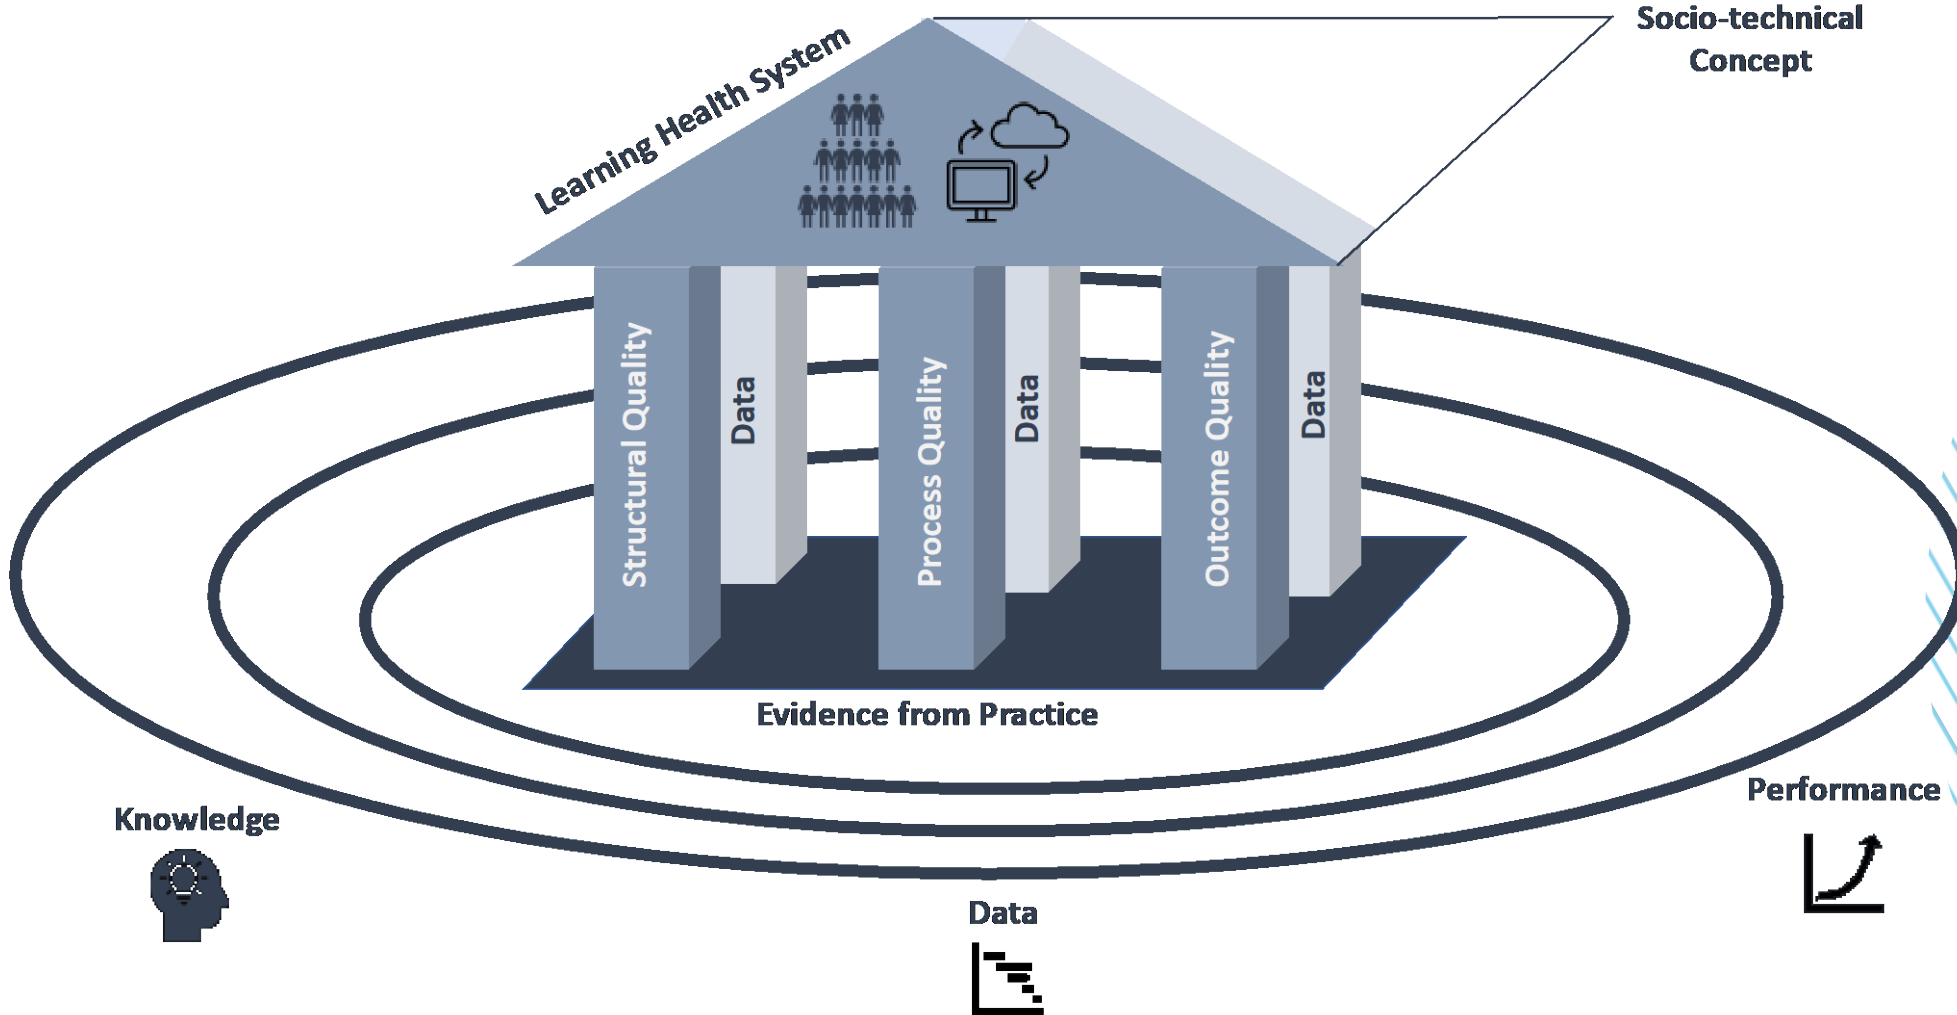 Socio-technical
Concept
Learning Health System
Structural Quality
Data
Process Quality
Data
Outcome Quality
Data
Evidence from Practice
Knowledge
Performance
Data